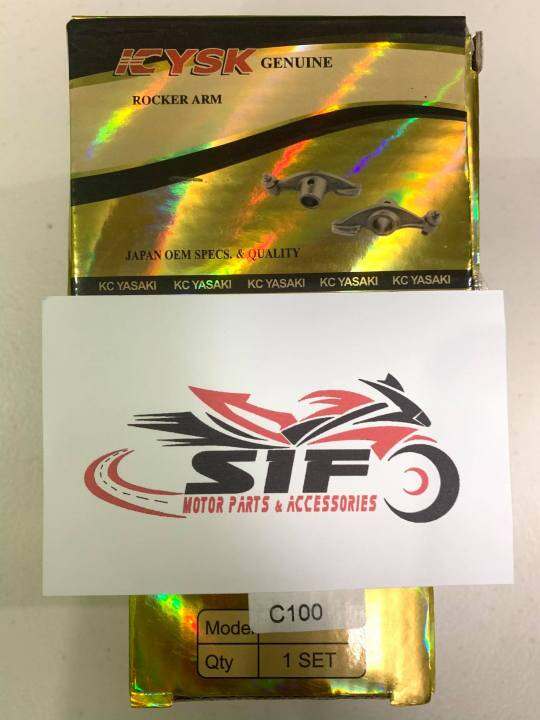 KCYSK GENUINE
ROCKER ARM
JAPAN OEM SPECS. & QUALITY
KC YASAKI KC YASAKI KC YASAKI KC YASAKI KC YASAKI
SIF
MOTOR PARTS & ACCESSORIES
Model C100
Qty 1 SET